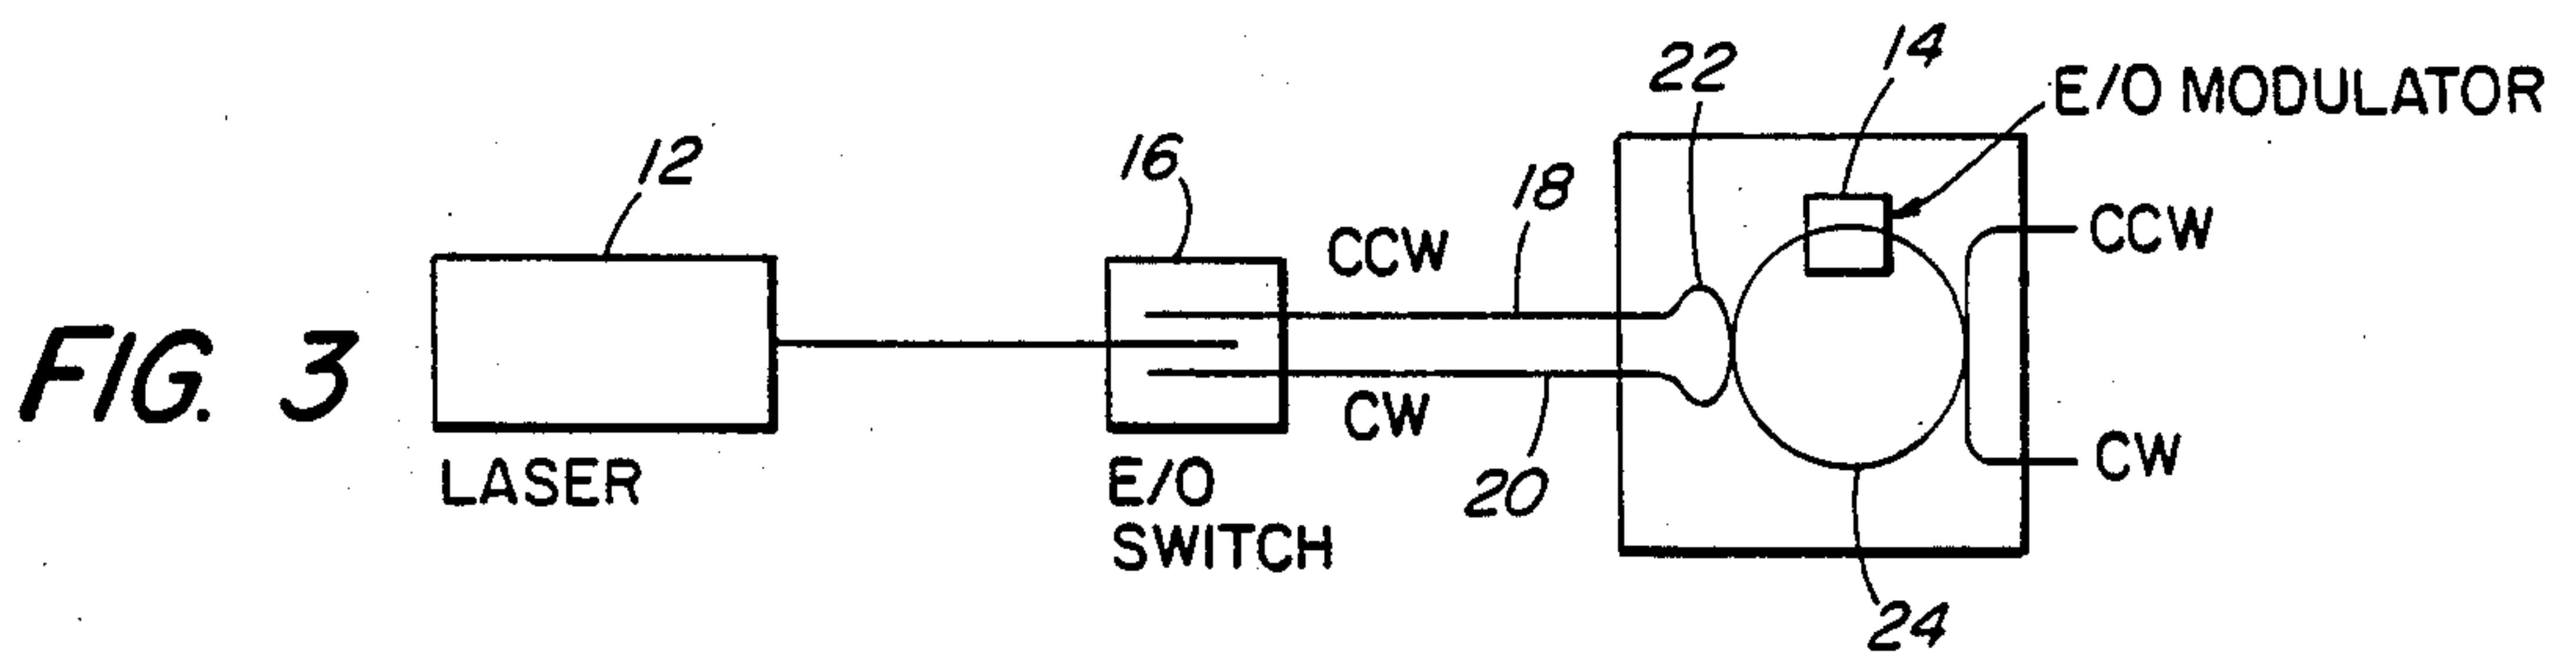 14
22
E/O MODULATOR
12
16
18
CCW
CCW
FIG. 3
CW
CW
LASER
E/O
SWITCH
20
24